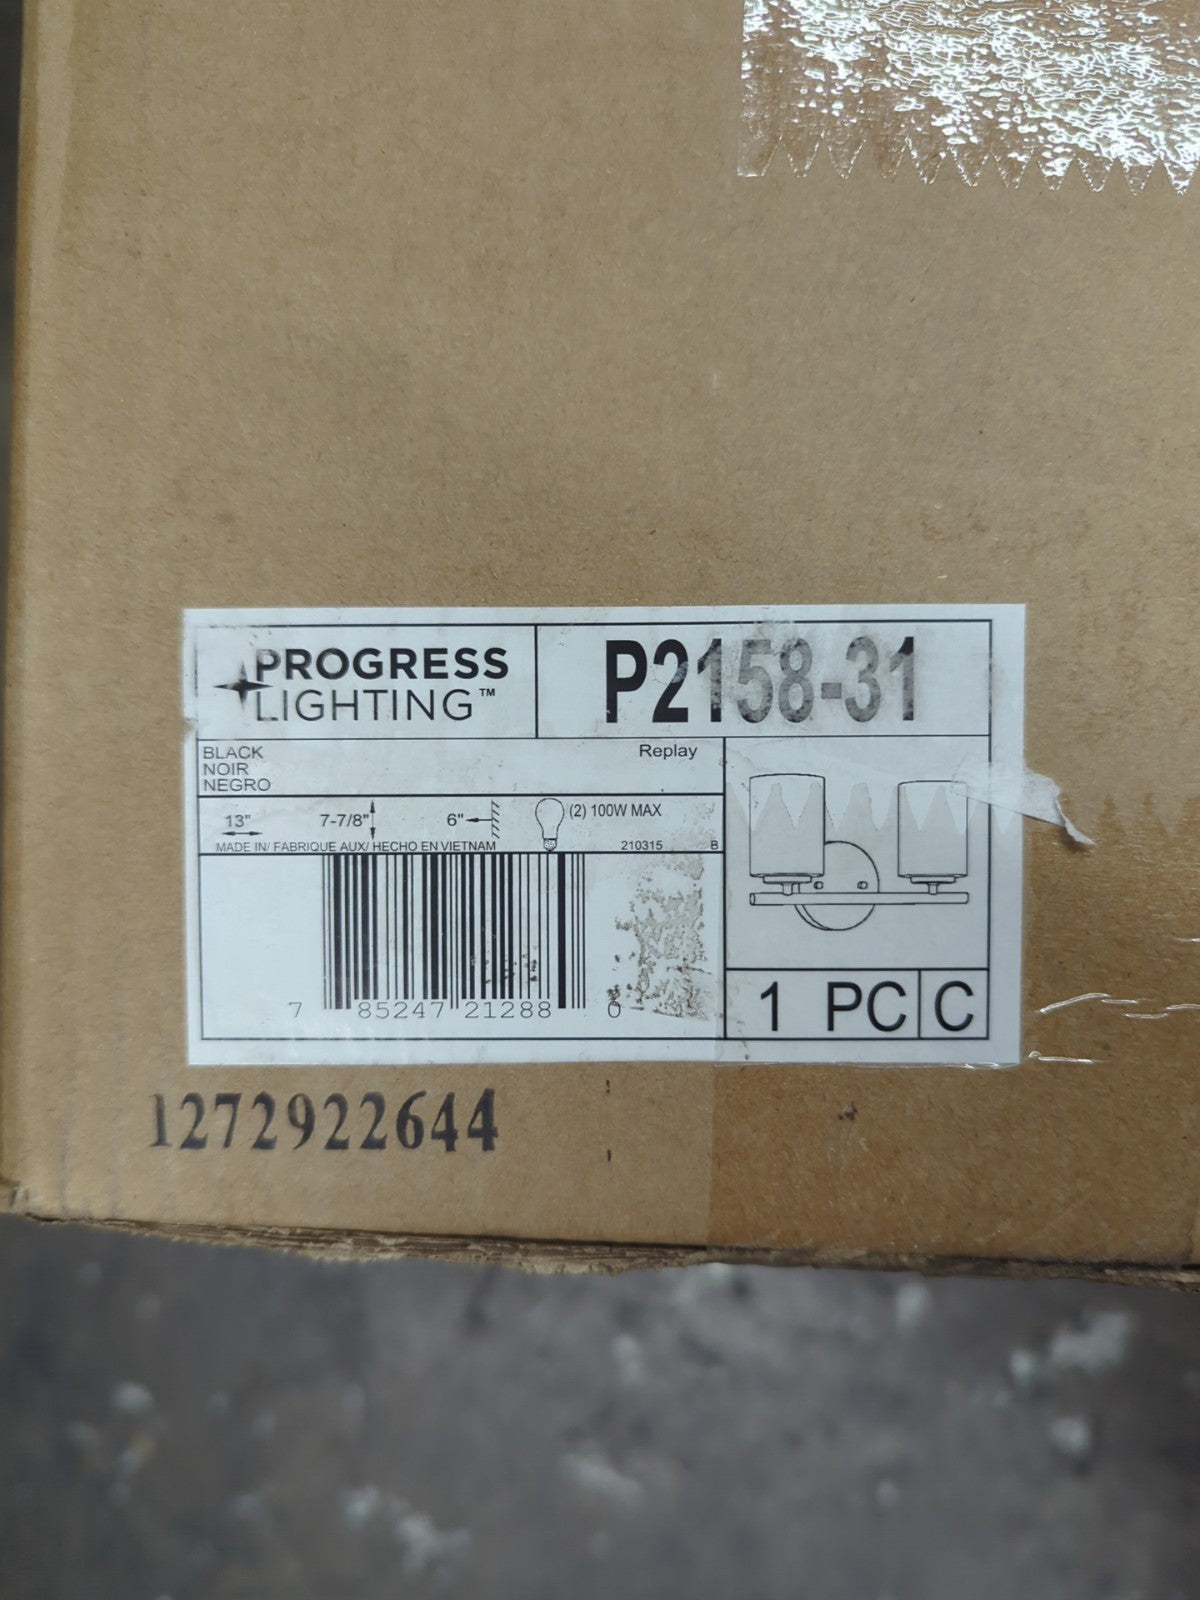 PROGRESS
LIGHTING™
P2158-31
BLACK
NOIR
NEGRO
Replay
13"
7-7/8"
6"
(2) 100W MAX
MADE IN/ FABRIQUE AUX/ HECHO EN VIETNAM
210315
B
7 85247 21288 0
1 PC
C
1272922644